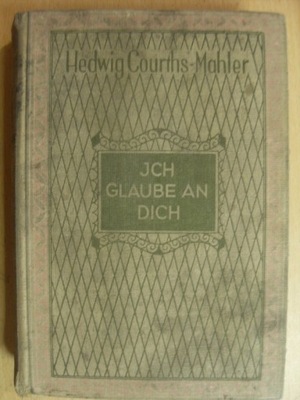 Hedwig Courths-Mahler
JCH
GLAUBE AN
DICH